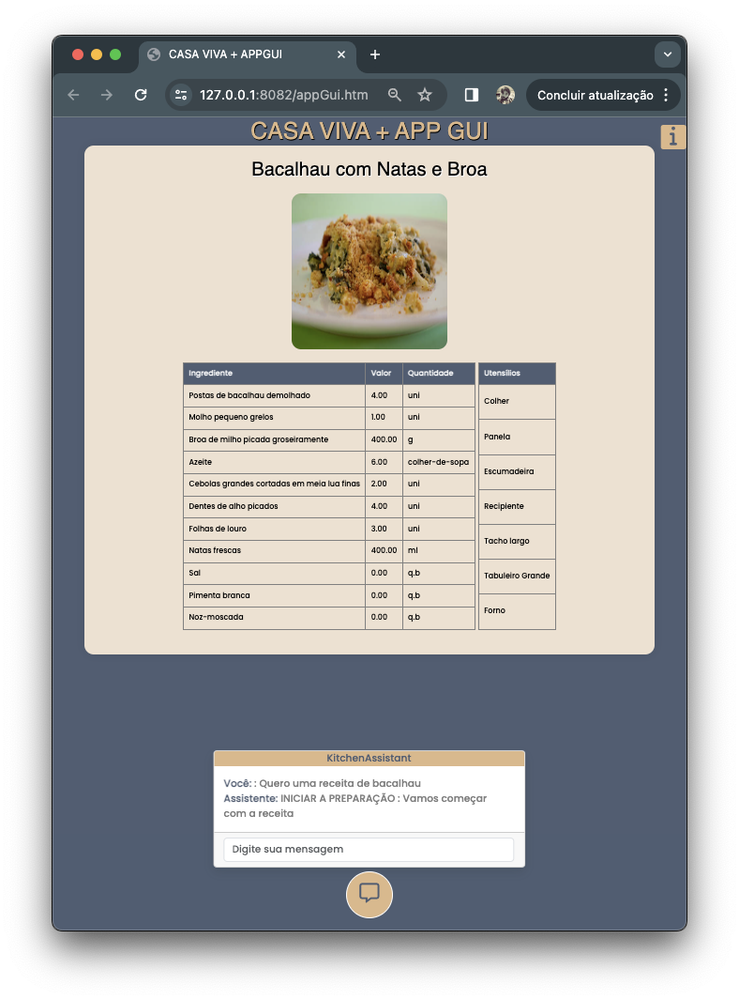 CASA VIVA + APPGUI
127.0.0.1:8082/appGui.htm
Concluir atualização
CASA VIVA + APP GUI
i
Bacalhau com Natas e Broa
Ingrediente Valor Quantidade
Postas de bacalhau demolhado 4.00 uni
Molho pequeno grelos 1.00 uni
Broa de milho picada groseiramente 400.00 g
Azeite 6.00 colher-de-sopa
Cebolas grandes cortadas em meia lua finas 2.00 uni
Dentes de alho picados 4.00 uni
Folhas de louro 3.00 uni
Natas frescas 400.00 ml
Sal 0.00 q.b
Pimenta branca 0.00 q.b
Noz-moscada 0.00 q.b
Utensílios
Colher
Panela
Escumadeira
Recipiente
Tacho largo
Tabuleiro Grande
Forno
KitchenAssistant
Você: : Quero uma receita de bacalhau
Assistente: INICIAR A PREPARAÇÃO : Vamos começar
com a receita
Digite sua mensagem